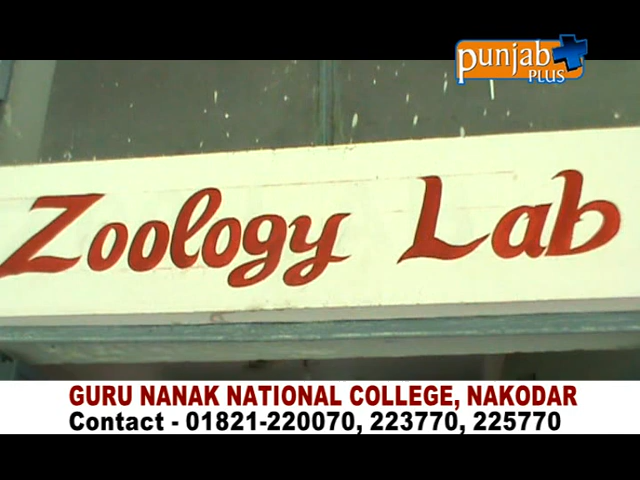 punjab
PLUS
Zoology Lab
GURU NANAK NATIONAL COLLEGE, NAKODAR
Contact - 01821-220070, 223770, 225770